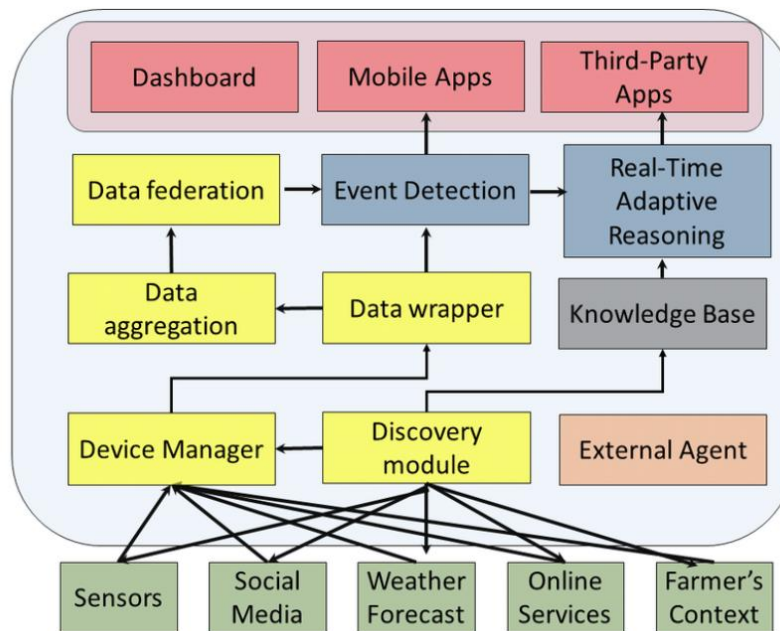 Dashboard
Mobile Apps
Third-Party
Apps
Data federation
Event Detection
Real-Time
Adaptive
Reasoning
Data
aggregation
Data wrapper
Knowledge Base
Device Manager
Discovery
module
External Agent
Sensors
Social
Media
Weather
Forecast
Online
Services
Farmer's
Context